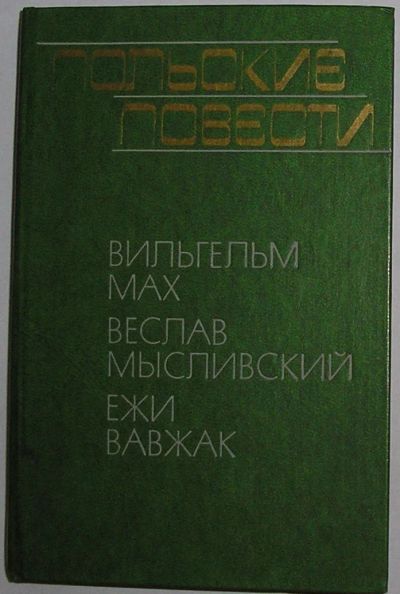 ПОЛЬСКИЕ
ПОВЕСТИ
ВИЛЬГЕЛЬМ
МАХ
ВЕСЛАВ
МЫСЛИВСКИЙ
ЕЖИ
ВАВЖАК